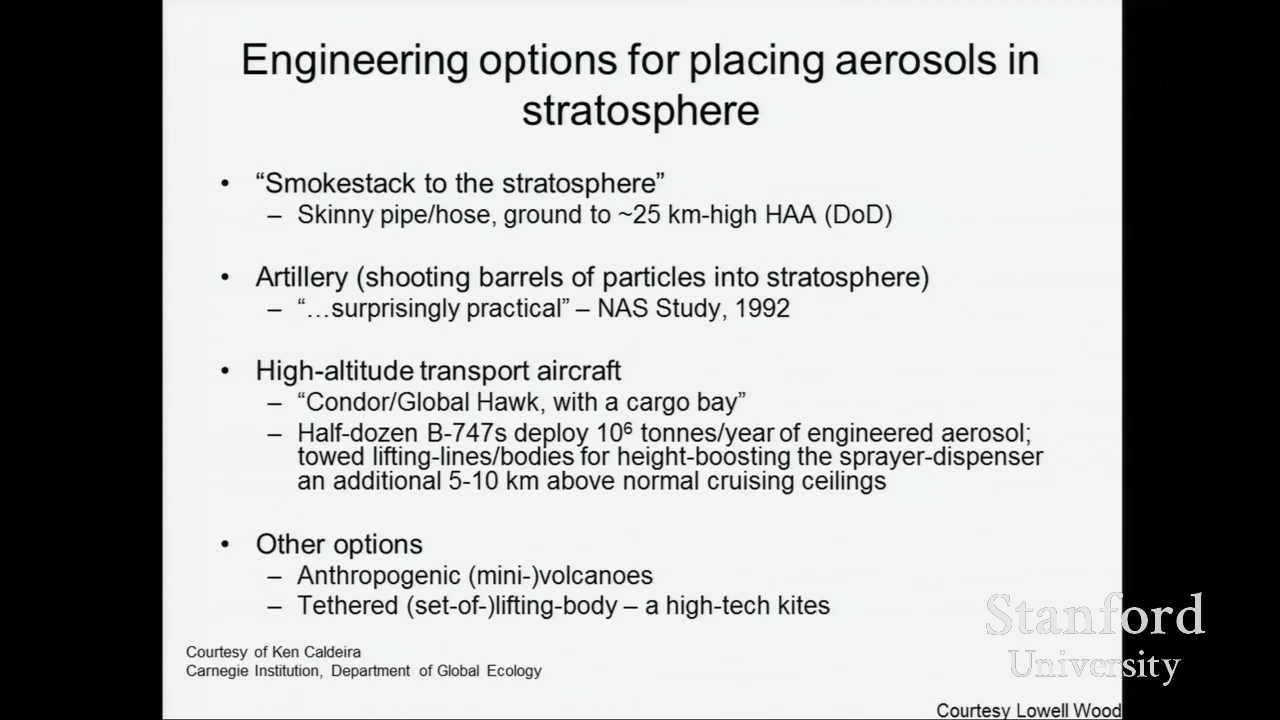 Engineering options for placing aerosols in
stratosphere
• “Smokestack to the stratosphere”
– Skinny pipe/hose, ground to ~25 km-high HAA (DoD)
• Artillery (shooting barrels of particles into stratosphere)
– “…surprisingly practical” – NAS Study, 1992
• High-altitude transport aircraft
– “Condor/Global Hawk, with a cargo bay”
– Half-dozen B-747s deploy 10⁶ tonnes/year of engineered aerosol;
towed lifting-lines/bodies for height-boosting the sprayer-dispenser
an additional 5-10 km above normal cruising ceilings
• Other options
– Anthropogenic (mini-)volcanoes
– Tethered (set-of-)lifting-body – a high-tech kites
Courtesy of Ken Caldeira
Carnegie Institution, Department of Global Ecology
Stanford
University
Courtesy Lowell Wood